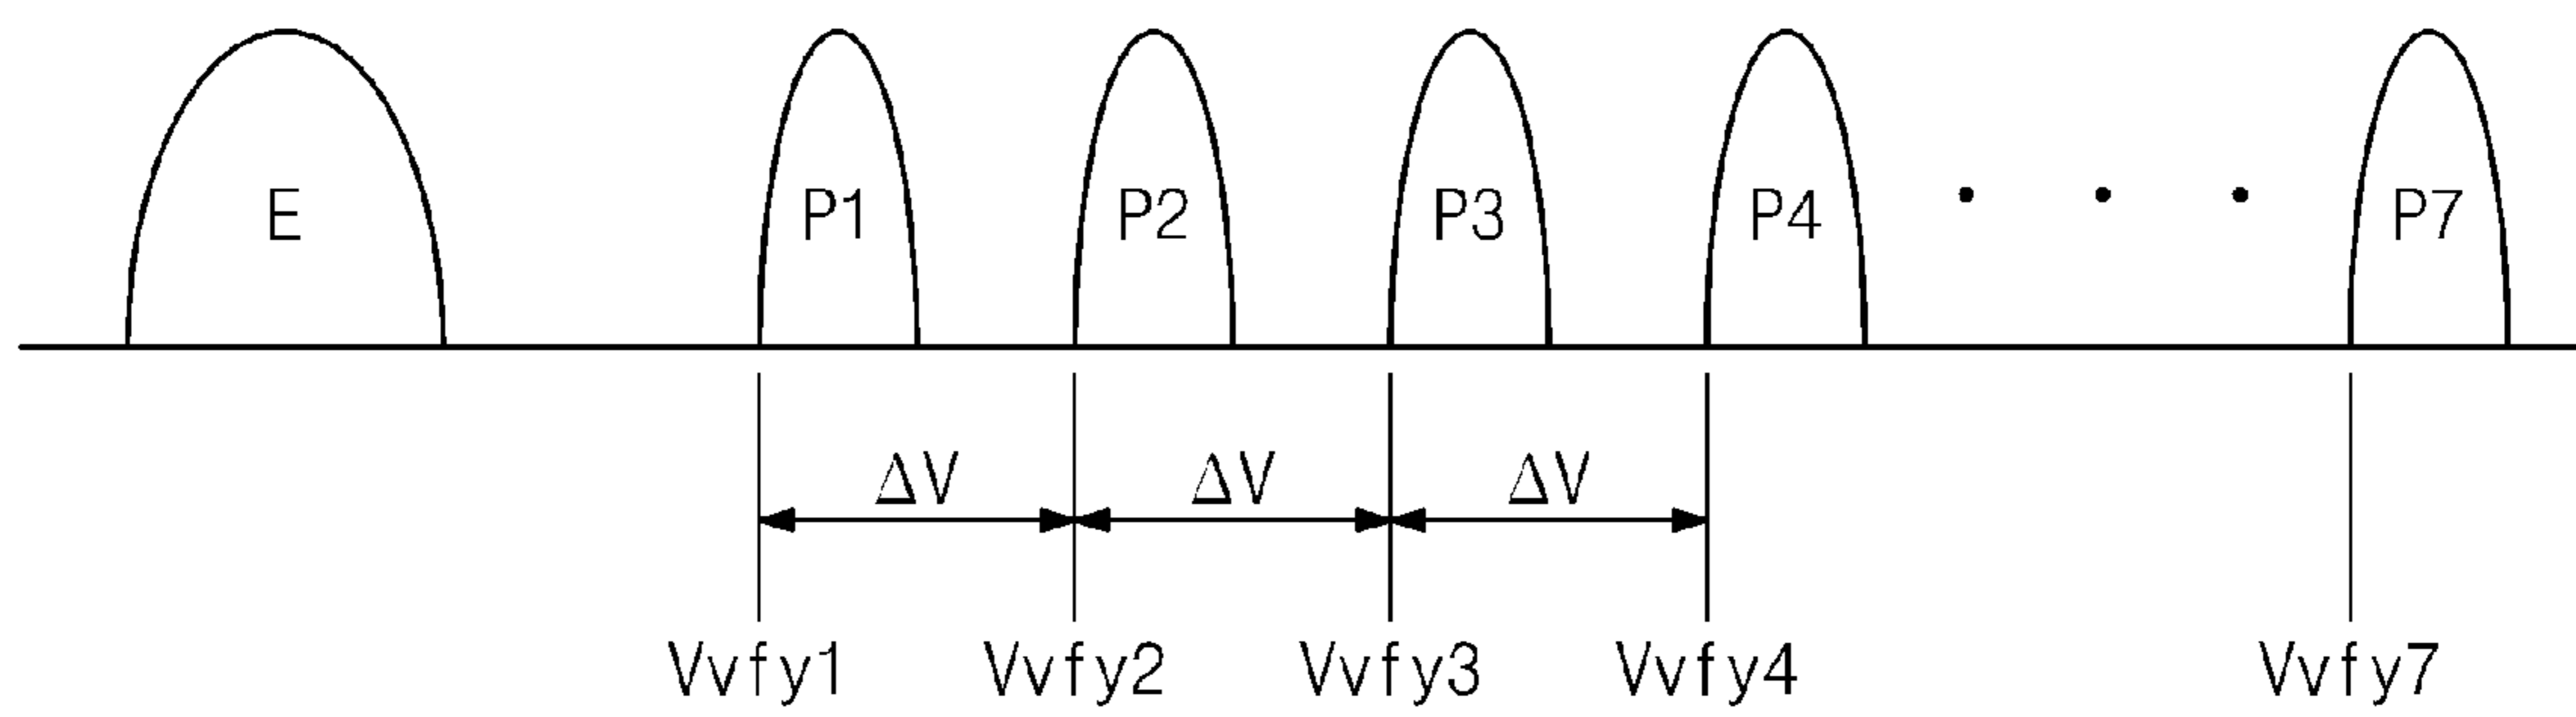 E P1 P2 P3 P4 • • • P7
ΔV ΔV ΔV
Vvfy1 Vvfy2 Vvfy3 Vvfy4 Vvfy7